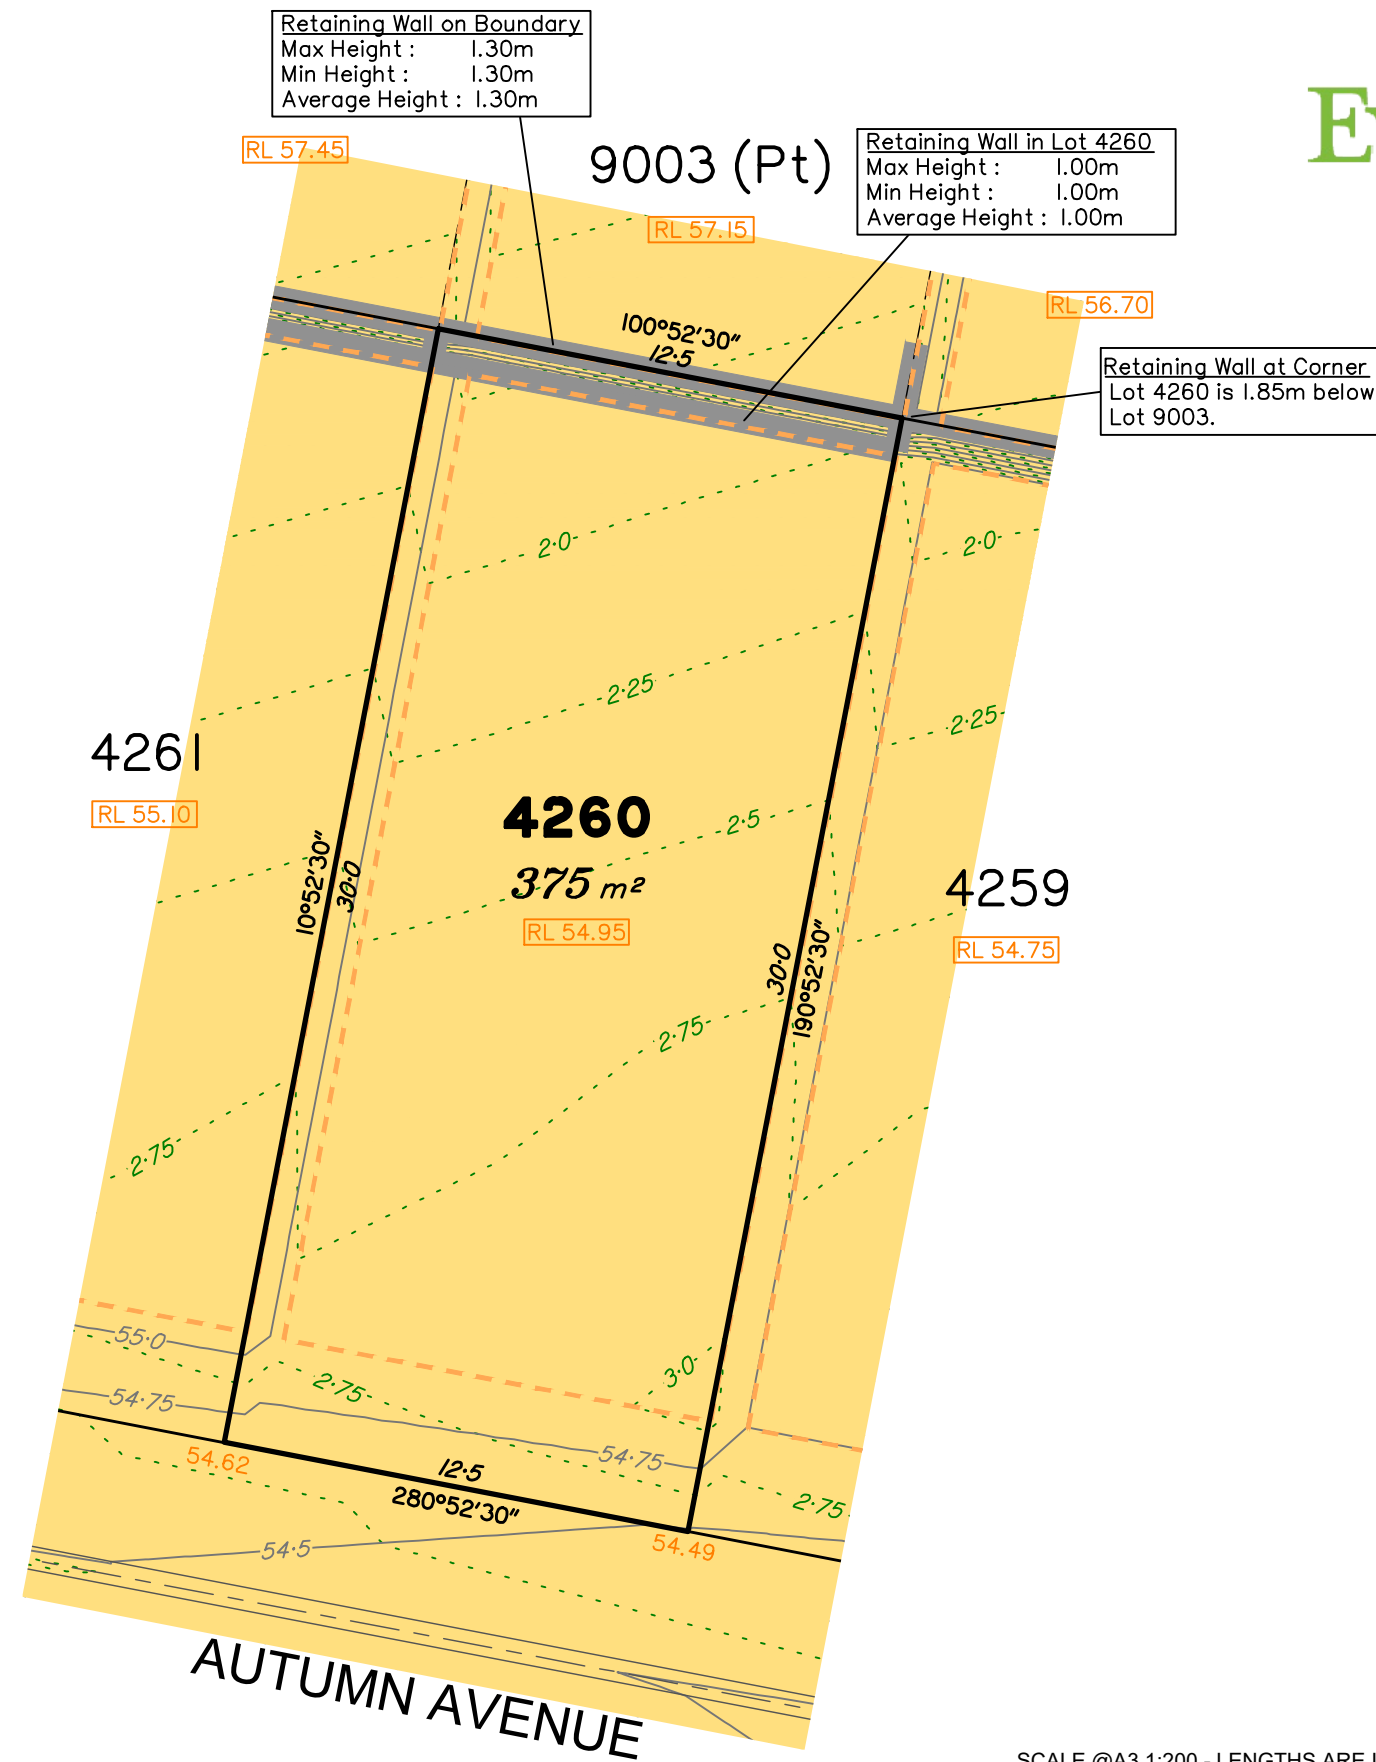 Retaining Wall on Boundary
Max Height : 1.30m
Min Height : 1.30m
Average Height : 1.30m
RL 57.45
9003 (Pt)
Retaining Wall in Lot 4260
Max Height : 1.00m
Min Height : 1.00m
Average Height : 1.00m
RL 57.15
RL 56.70
100°52'30"
12·5
Retaining Wall at Corner
Lot 4260 is 1.85m below
Lot 9003.
2·0
2·0
2·25
2·25
4261
RL 55.10
4260
375 m²
RL 54.95
2·5
10°52'30"
30·0
4259
RL 54.75
30·0
190°52'30"
2·75
2·75
55·0
2·75
3·0
54·75
54·75
54.62
12·5
280°52'30"
2·75
54·5
54.49
AUTUMN AVENUE